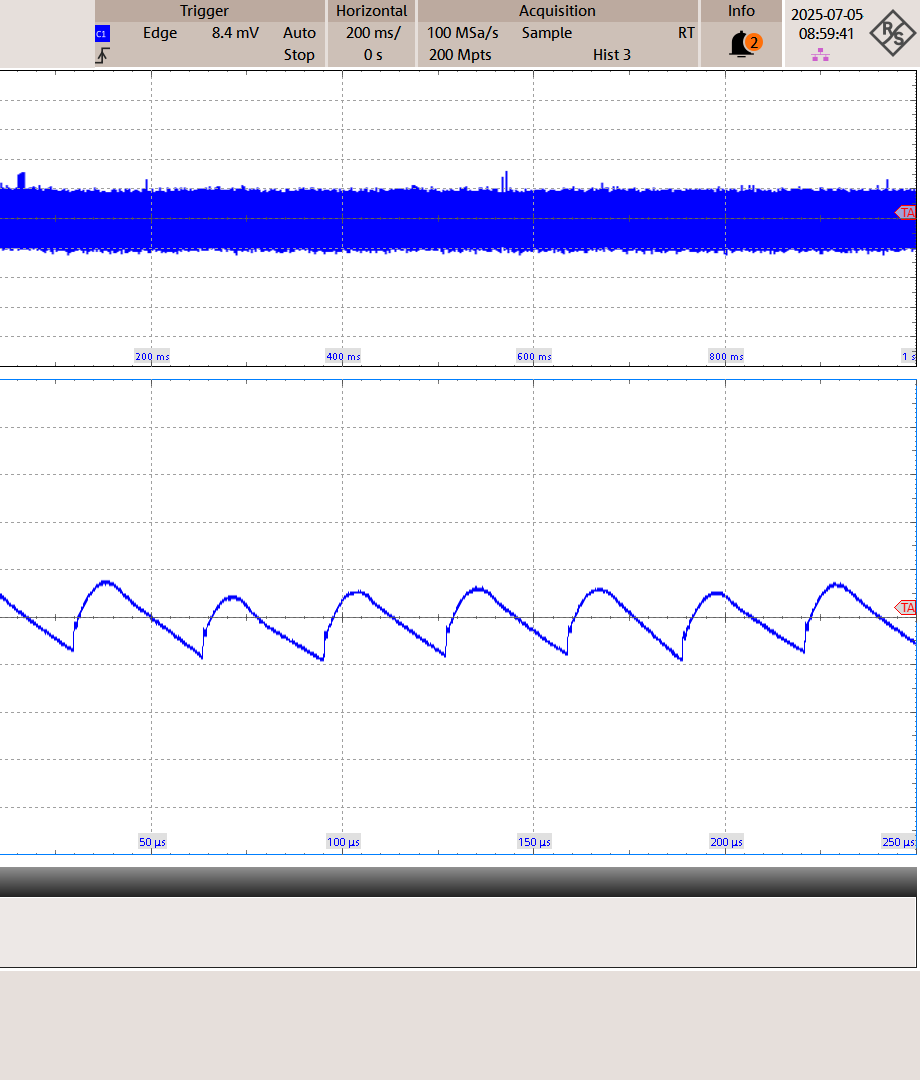 Trigger Horizontal Acquisition Info
2025-07-05
C1 Edge 8.4 mV Auto 200 ms/ 100 MSa/s Sample RT 2
08:59:41
Stop 0 s 200 Mpts Hist 3
R S
TA
200 ms 400 ms 600 ms 800 ms 1 s
TA
50 µs 100 µs 150 µs 200 µs 250 µs